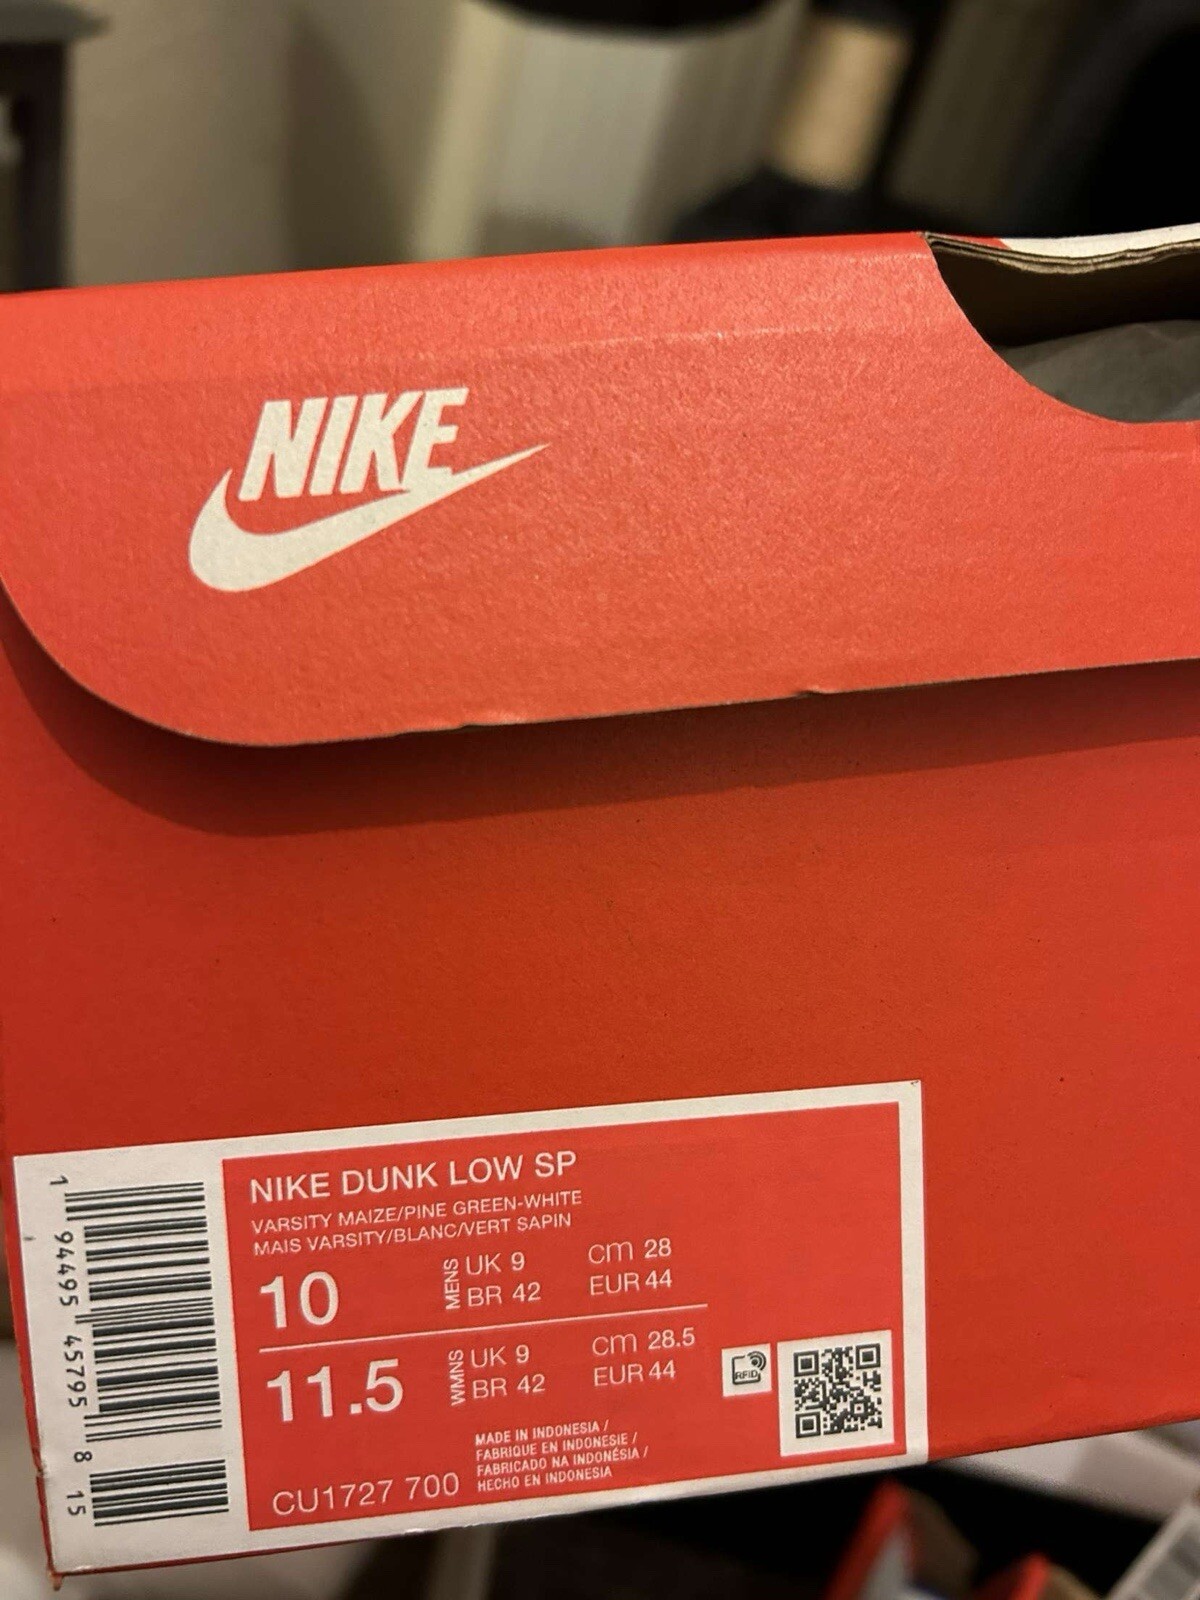 NIKE
NIKE DUNK LOW SP
VARSITY MAIZE/PINE GREEN-WHITE
MAIS VARSITY/BLANC/VERT SAPIN
10 MENS UK 9 cm 28
BR 42 EUR 44
11.5 WMNS UK 9 cm 28.5
BR 42 EUR 44
RFID
MADE IN INDONESIA /
FABRIQUE EN INDONESIE /
FABRICADO NA INDONÉSIA /
HECHO EN INDONESIA
CU1727 700
1 94495 45795 8 15